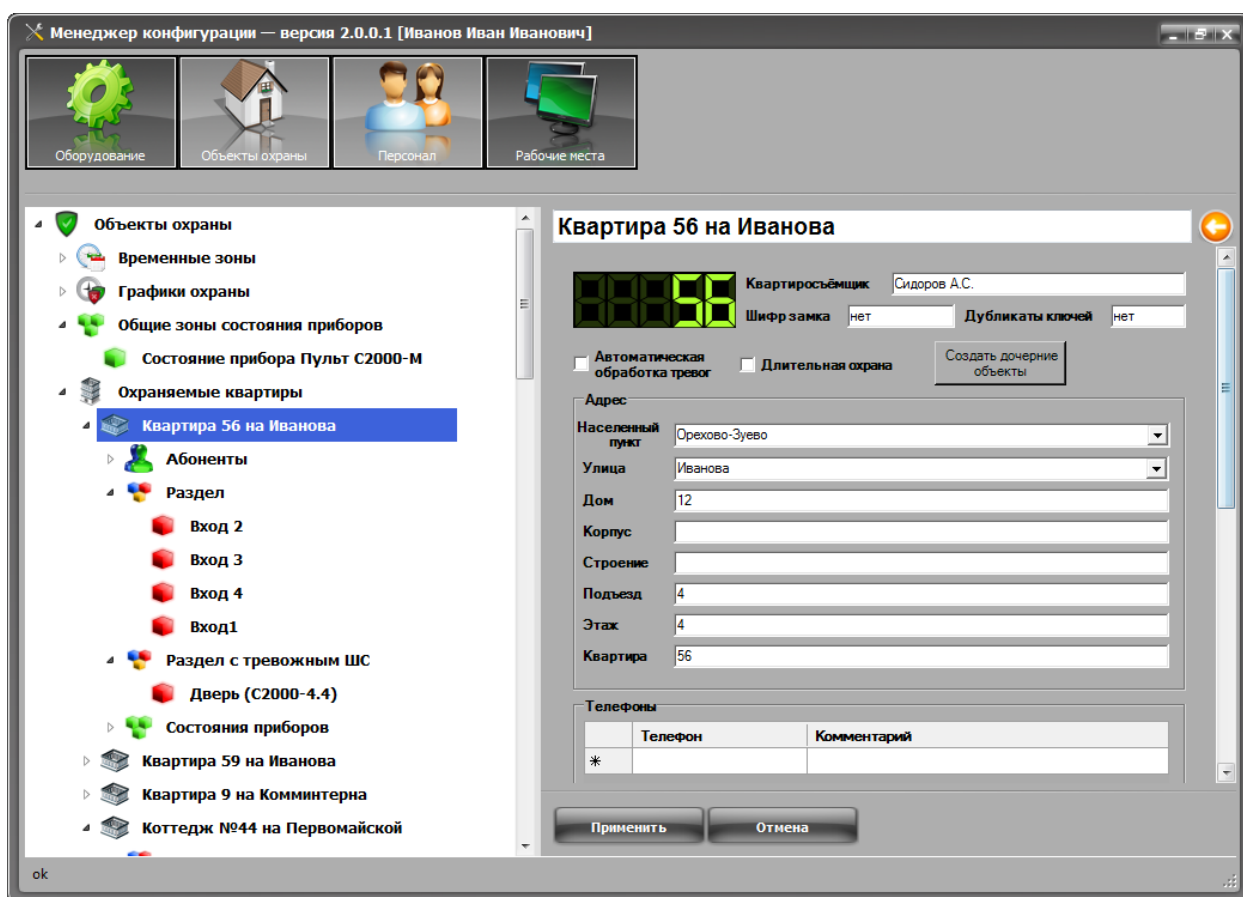 Менеджер конфигурации — версия 2.0.0.1 [Иванов Иван Иванович]
Оборудование
Объекты охраны
Персонал
Рабочие места
Объекты охраны
Временные зоны
Графики охраны
Общие зоны состояния приборов
Состояние прибора Пульт С2000-М
Охраняемые квартиры
Квартира 56 на Иванова
Абоненты
Раздел
Вход 2
Вход 3
Вход 4
Вход1
Раздел с тревожным ШС
Дверь (С2000-4.4)
Состояния приборов
Квартира 59 на Иванова
Квартира 9 на Комминтерна
Коттедж №44 на Первомайской
Квартира 56 на Иванова
56
Квартиросъёмщик Сидоров А.С.
Шифр замка нет Дубликаты ключей нет
Автоматическая
обработка тревог
Длительная охрана
Создать дочерние
объекты
Адрес
Населенный
пункт
Орехово-Зуево
Улица Иванова
Дом 12
Корпус
Строение
Подъезд 4
Этаж 4
Квартира 56
Телефоны
Телефон Комментарий
Применить Отмена
ok